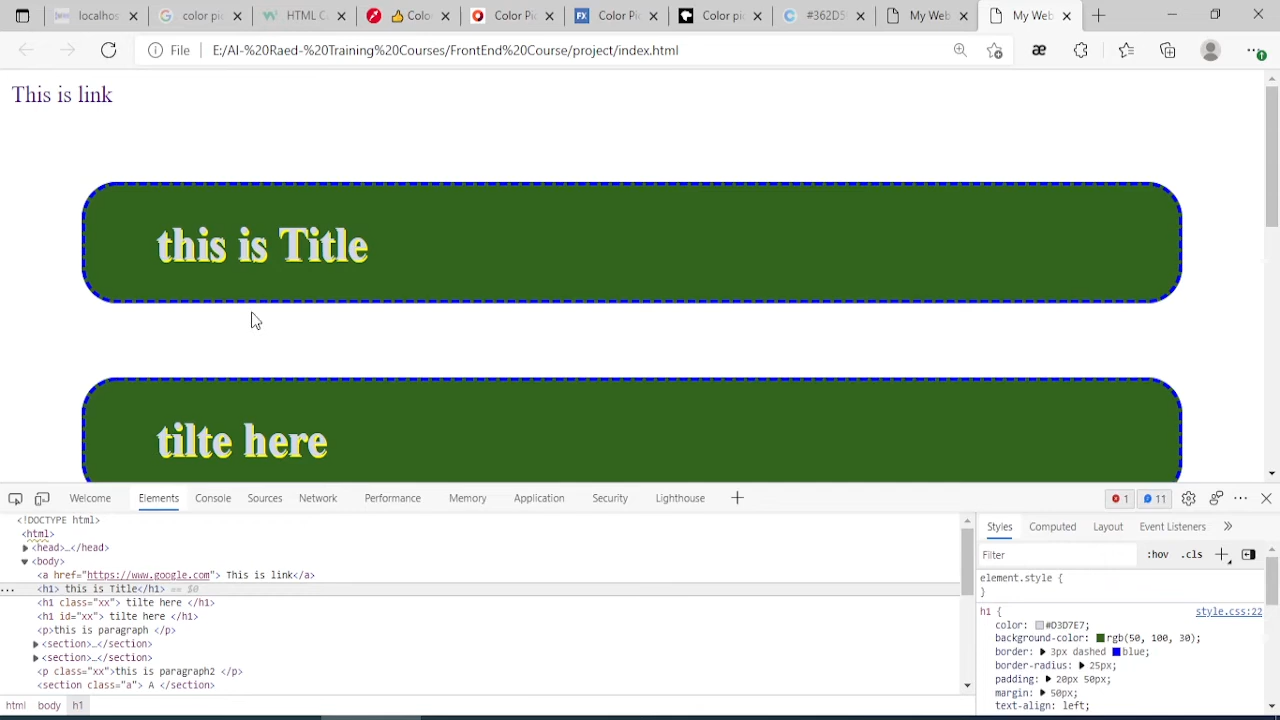 localhos
color pic
HTML C
Colo
Color Pic
Color Pi
Color pic
#362D5
My Web
My Web
File E:/AI-%20Raed-%20Training%20Courses/FrontEnd%20Course/project/index.html
This is link
this is Title
tilte here
Welcome Elements Console Sources Network Performance Memory Application Security Lighthouse 1 11
<!DOCTYPE html>
<html>
<head>…</head>
<body>
<a href="https://www.google.com"> This is link</a>
<h1> this is Title</h1> == $0
<h1 class="xx"> tilte here </h1>
<h1 id="xx"> tilte here </h1>
<p>this is paragraph </p>
<section>…</section>
<section>…</section>
<p class="xx">this is paragraph2 </p>
<section class="a"> A </section>
html body h1
Styles Computed Layout Event Listeners
Filter :hov .cls
element.style {
}
h1 { style.css:22
color: #D3D7E7;
background-color: rgb(50, 100, 30);
border: 3px dashed blue;
border-radius: 25px;
padding: 20px 50px;
margin: 50px;
text-align: left;